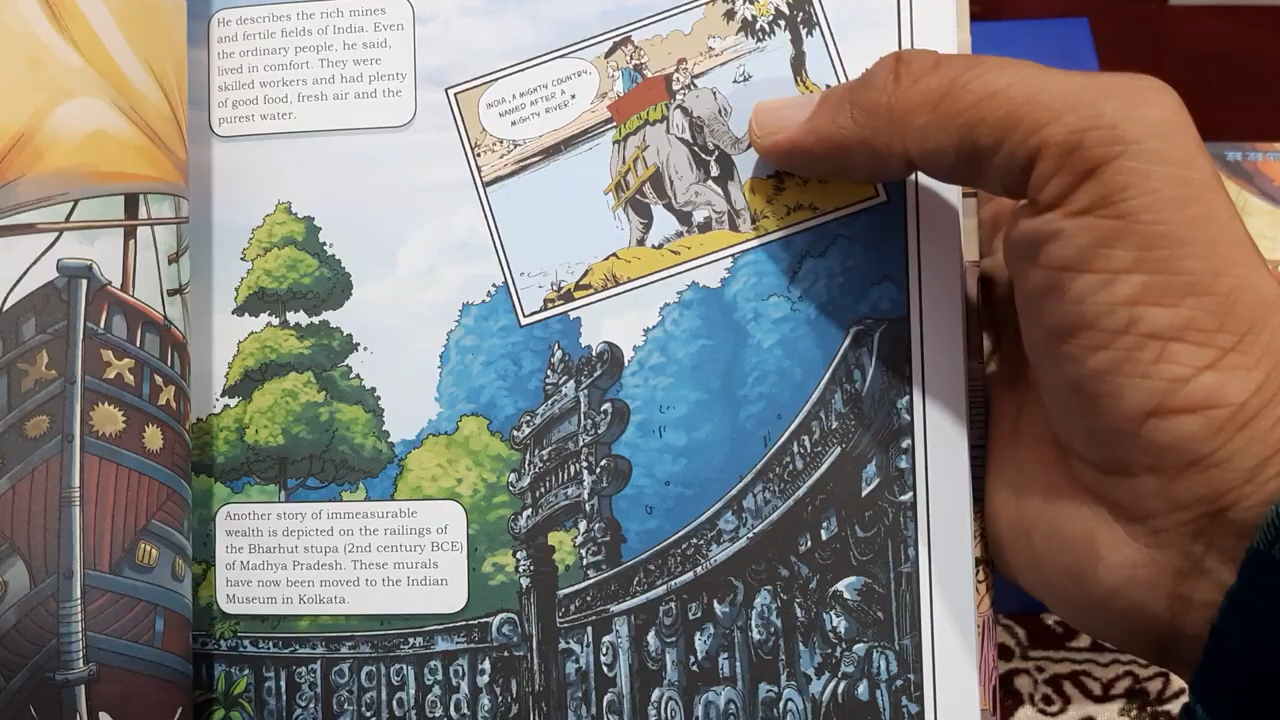 He describes the rich mines
and fertile fields of India. Even
the ordinary people, he said,
lived in comfort. They were
skilled workers and had plenty
of good food, fresh air and the
purest water.
INDIA, A MIGHTY COUNTRY,
NAMED AFTER A
MIGHTY RIVER.*
Another story of immeasurable
wealth is depicted on the railings of
the Bharhut stupa (2nd century BCE)
of Madhya Pradesh. These murals
have now been moved to the Indian
Museum in Kolkata.